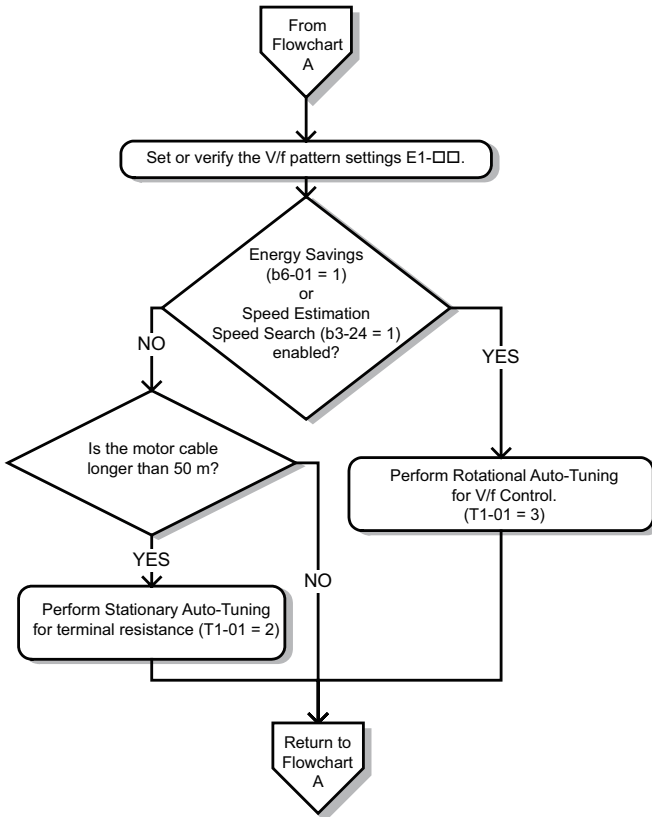 From
Flowchart
A
Set or verify the V/f pattern settings E1-□□.
Energy Savings
(b6-01 = 1)
or
Speed Estimation
Speed Search (b3-24 = 1)
enabled?
NO
YES
Is the motor cable
longer than 50 m?
Perform Rotational Auto-Tuning
for V/f Control.
(T1-01 = 3)
YES
NO
Perform Stationary Auto-Tuning
for terminal resistance (T1-01 = 2)
Return to
Flowchart
A